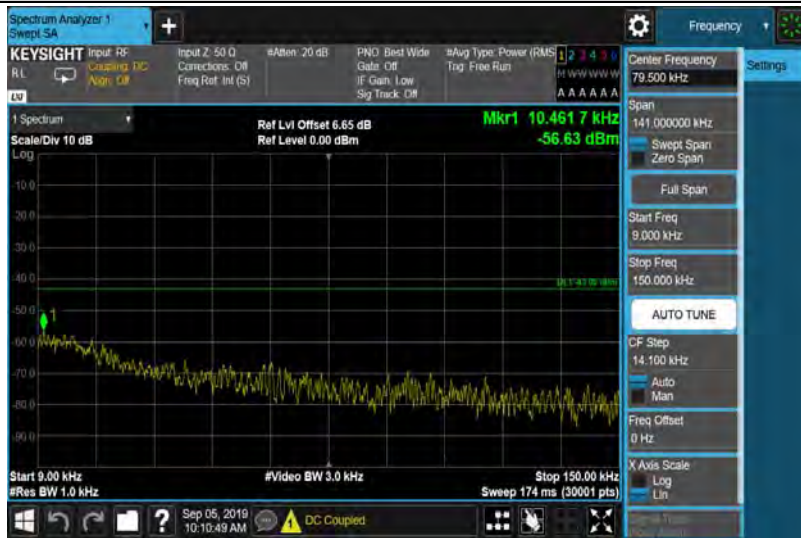 Spectrum Analyzer 1
Swept SA
+
Frequency
KEYSIGHT
Input: RF
Coupling: DC
Align: Off
Input Z: 50 Ω
Corrections: Off
Freq Ref: Int (S)
#Atten: 20 dB
PNO: Best Wide
Gate: Off
IF Gain: Low
Sig Track: Off
#Avg Type: Power (RMS
Trig: Free Run
1 2 3 4 5 6
M W W W W W
A A A A A A
RL
LXI
1 Spectrum
Scale/Div 10 dB
Log
Ref Lvl Offset 6.65 dB
Ref Level 0.00 dBm
Mkr1 10.461 7 kHz
-56.63 dBm
-10.0
-20.0
-30.0
-40.0
DL1 -43.00 dBm
-50.0
1
-60.0
-70.0
-80.0
-90.0
Start 9.00 kHz
#Res BW 1.0 kHz
#Video BW 3.0 kHz
Stop 150.00 kHz
Sweep 174 ms (30001 pts)
Center Frequency
79.500 kHz
Settings
Span
141.000000 kHz
Swept Span
Zero Span
Full Span
Start Freq
9.000 kHz
Stop Freq
150.000 kHz
AUTO TUNE
CF Step
14.100 kHz
Auto
Man
Freq Offset
0 Hz
X Axis Scale
Log
Lin
?
Sep 05, 2019
10:10:49 AM
DC Coupled